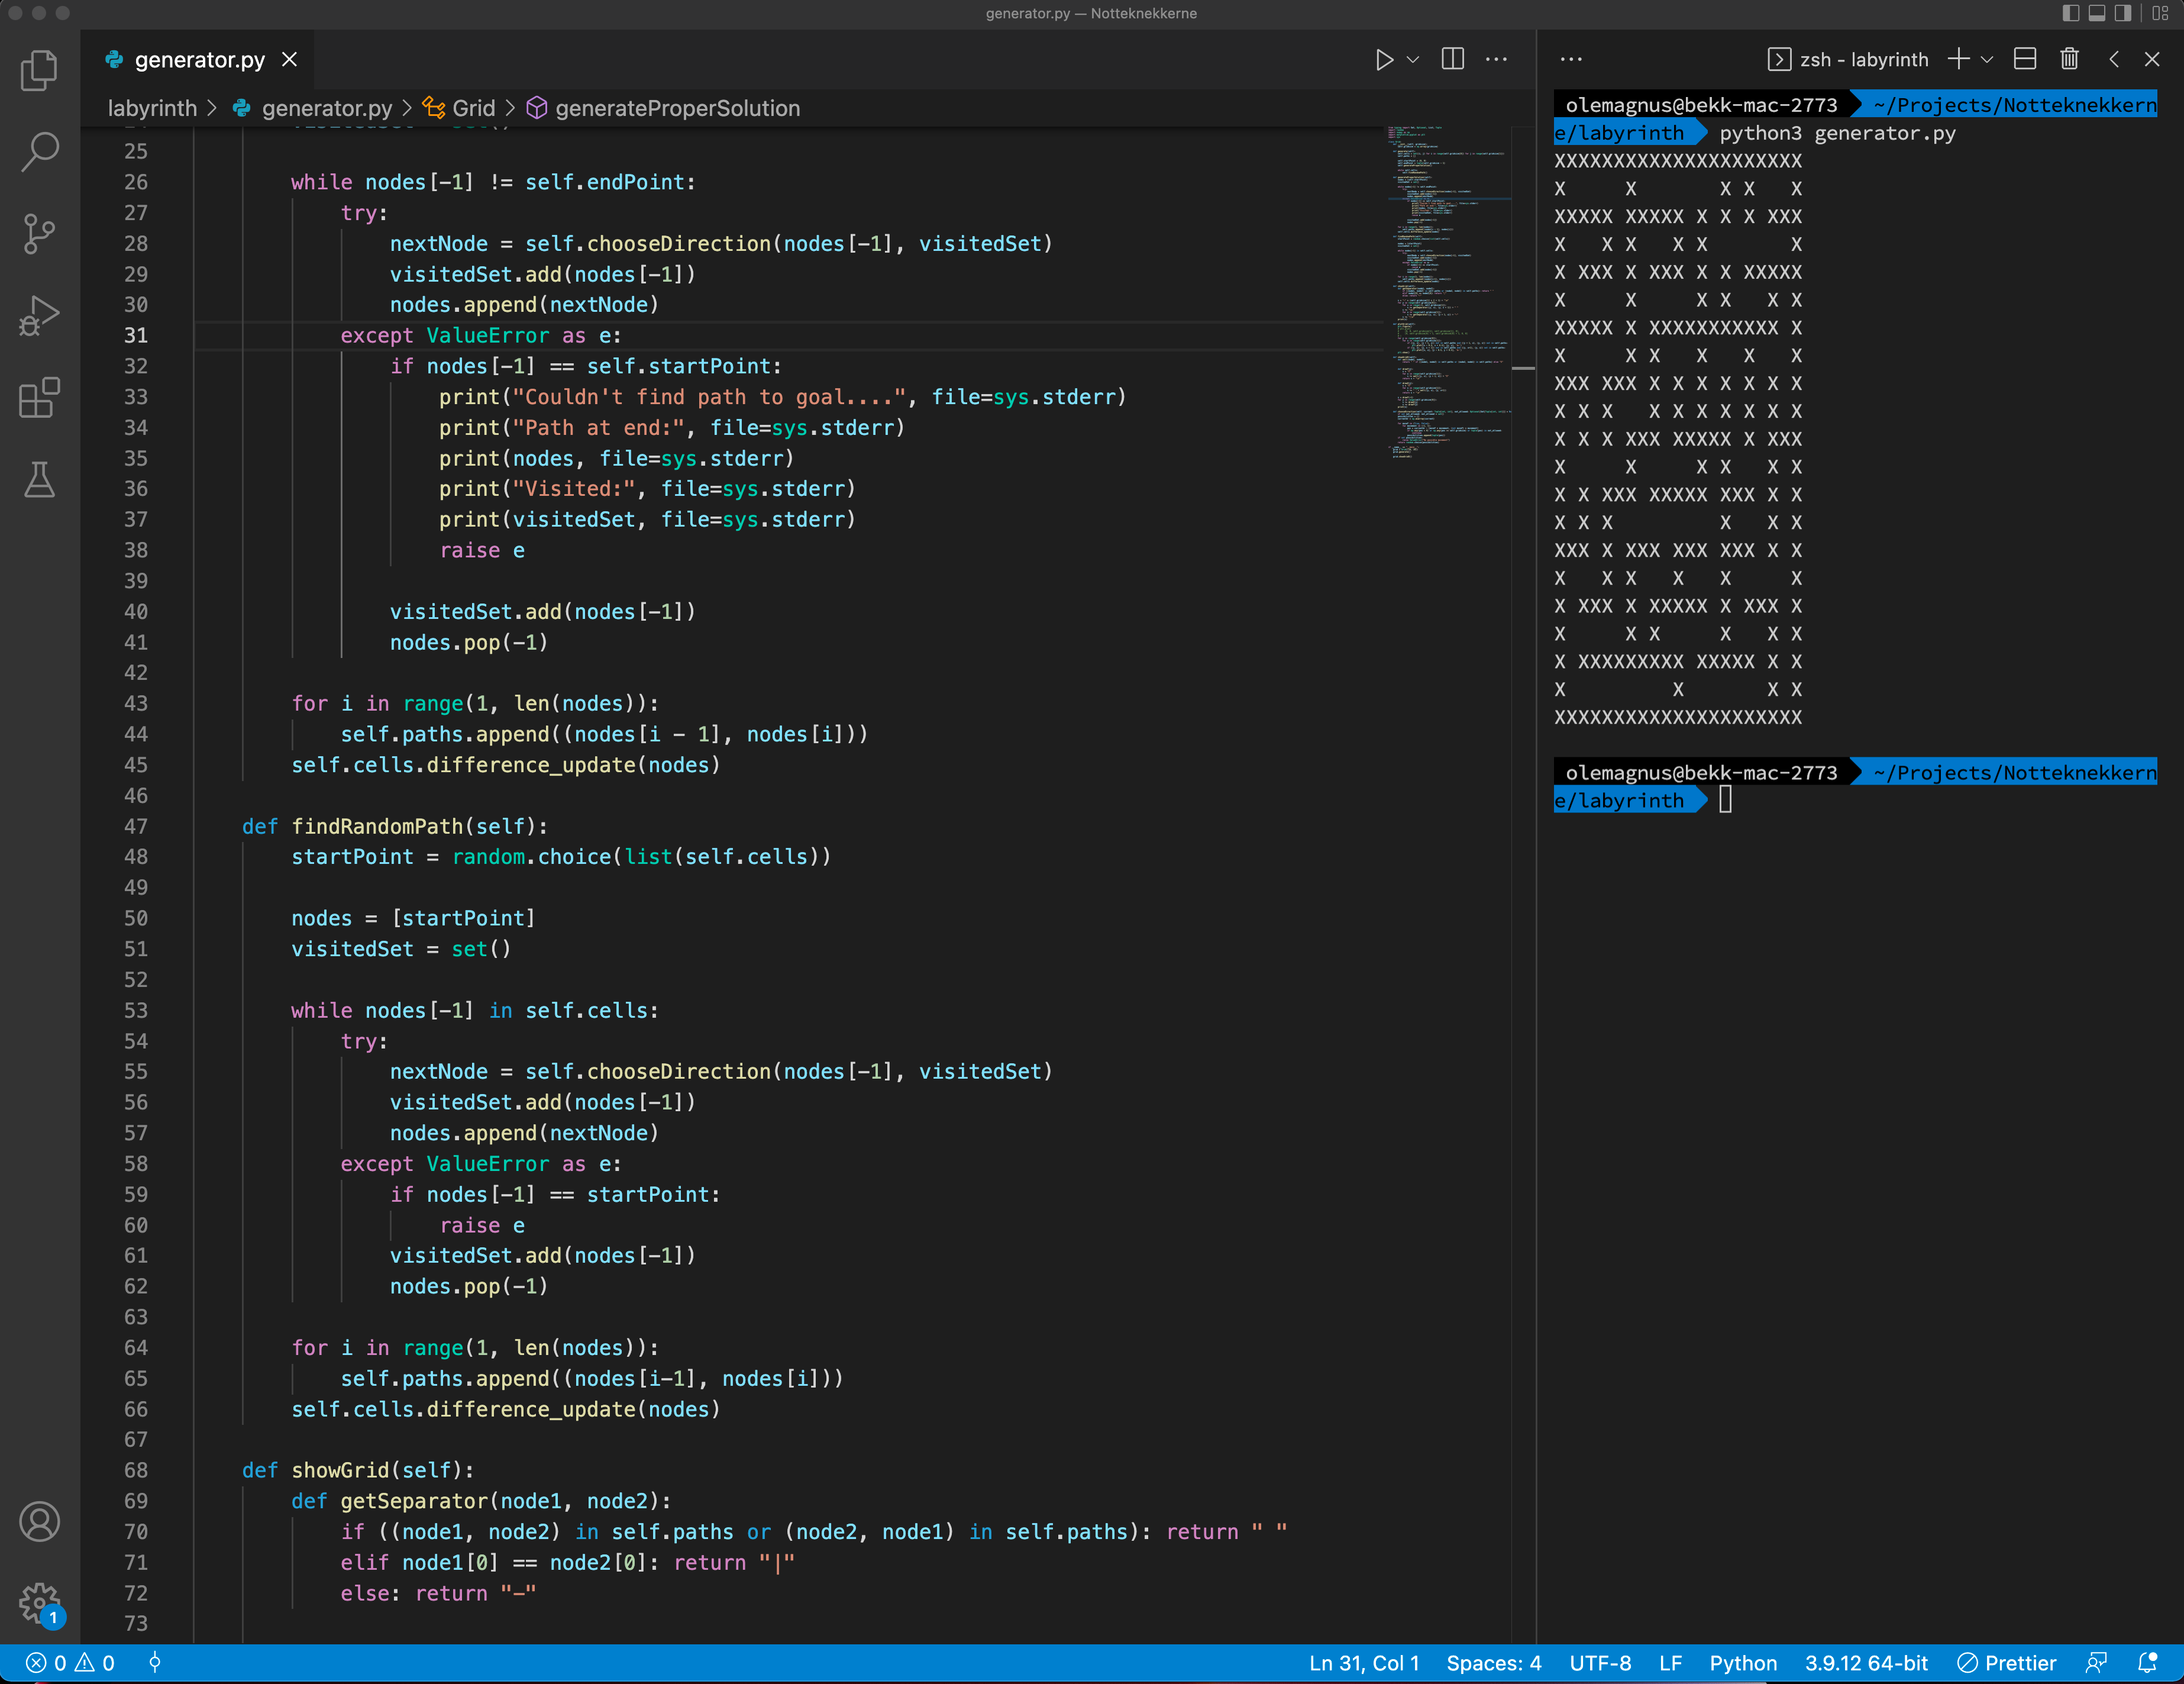 generator.py — Notteknekkerne
generator.py
labyrinth > generator.py > Grid > generateProperSolution
25
26 while nodes[-1] != self.endPoint:
27 try:
28 nextNode = self.chooseDirection(nodes[-1], visitedSet)
29 visitedSet.add(nodes[-1])
30 nodes.append(nextNode)
31 except ValueError as e:
32 if nodes[-1] == self.startPoint:
33 print("Couldn't find path to goal....", file=sys.stderr)
34 print("Path at end:", file=sys.stderr)
35 print(nodes, file=sys.stderr)
36 print("Visited:", file=sys.stderr)
37 print(visitedSet, file=sys.stderr)
38 raise e
39
40 visitedSet.add(nodes[-1])
41 nodes.pop(-1)
42
43 for i in range(1, len(nodes)):
44 self.paths.append((nodes[i - 1], nodes[i]))
45 self.cells.difference_update(nodes)
46
47 def findRandomPath(self):
48 startPoint = random.choice(list(self.cells))
49
50 nodes = [startPoint]
51 visitedSet = set()
52
53 while nodes[-1] in self.cells:
54 try:
55 nextNode = self.chooseDirection(nodes[-1], visitedSet)
56 visitedSet.add(nodes[-1])
57 nodes.append(nextNode)
58 except ValueError as e:
59 if nodes[-1] == startPoint:
60 raise e
61 visitedSet.add(nodes[-1])
62 nodes.pop(-1)
63
64 for i in range(1, len(nodes)):
65 self.paths.append((nodes[i-1], nodes[i]))
66 self.cells.difference_update(nodes)
67
68 def showGrid(self):
69 def getSeparator(node1, node2):
70 if ((node1, node2) in self.paths or (node2, node1) in self.paths): return " "
71 elif node1[0] == node2[0]: return "|"
72 else: return "-"
73
zsh - labyrinth
olemagnus@bekk-mac-2773 ~/Projects/Notteknekkern
e/labyrinth python3 generator.py
XXXXXXXXXXXXXXXXXXXXX
X     X       X X   X
XXXXX XXXXX X X X XXX
X   X X   X X       X
X XXX X XXX X X XXXXX
X     X     X X   X X
XXXXX X XXXXXXXXXXX X
X     X X   X   X   X
XXX XXX X X X X X X X
X X X   X X X X X X X
X X X XXX XXXXX X XXX
X     X     X X   X X
X X XXX XXXXX XXX X X
X X X         X   X X
XXX X XXX XXX XXX X X
X   X X   X   X     X
X XXX X XXXXX X XXX X
X     X X     X   X X
X XXXXXXXXX XXXXX X X
X         X       X X
XXXXXXXXXXXXXXXXXXXXX
olemagnus@bekk-mac-2773 ~/Projects/Notteknekkern
e/labyrinth
1
0 0 Ln 31, Col 1 Spaces: 4 UTF-8 LF Python 3.9.12 64-bit Prettier